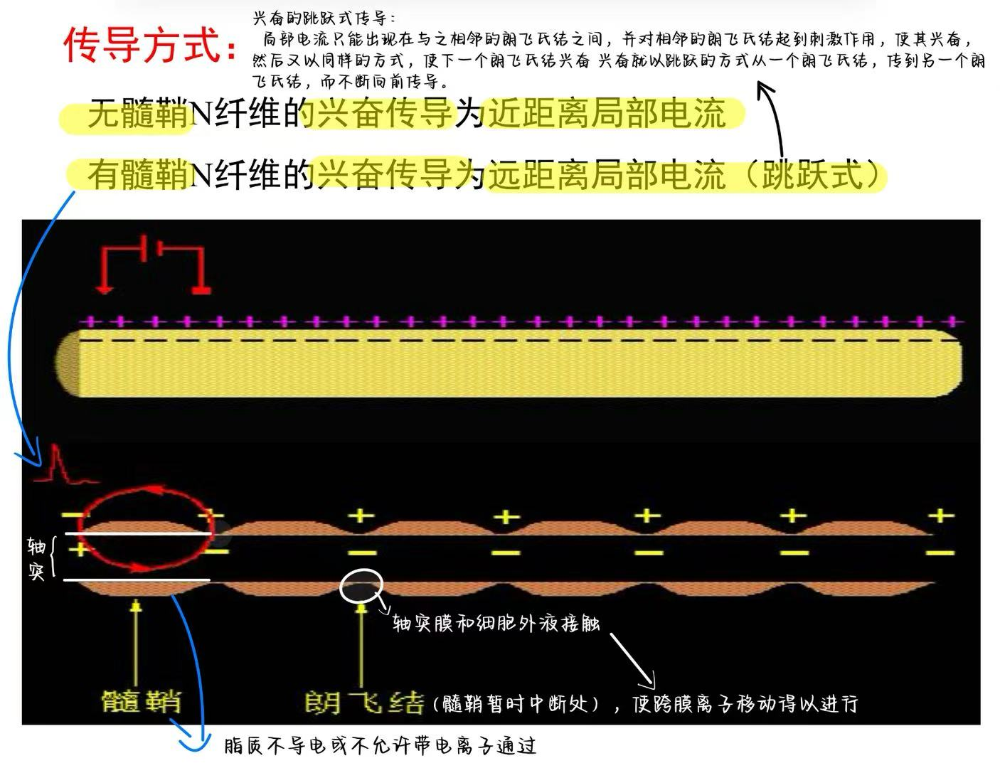 兴奋的跳跃式传导：
传导方式：
局部电流只能出现在与之相邻的朗飞氏结之间，并对相邻的朗飞氏结起到刺激作用，使其兴奋，
然后又以同样的方式，使下一个朗飞氏结兴奋 兴奋就以跳跃的方式从一个朗飞氏结，传到另一个朗
飞氏结，而不断向前传导。
无髓鞘N纤维的兴奋传导为近距离局部电流
有髓鞘N纤维的兴奋传导为远距离局部电流（跳跃式）
轴
突
轴突膜和细胞外液接触
髓鞘
朗飞结（髓鞘暂时中断处），使跨膜离子移动得以进行
脂质不导电或不允许带电离子通过